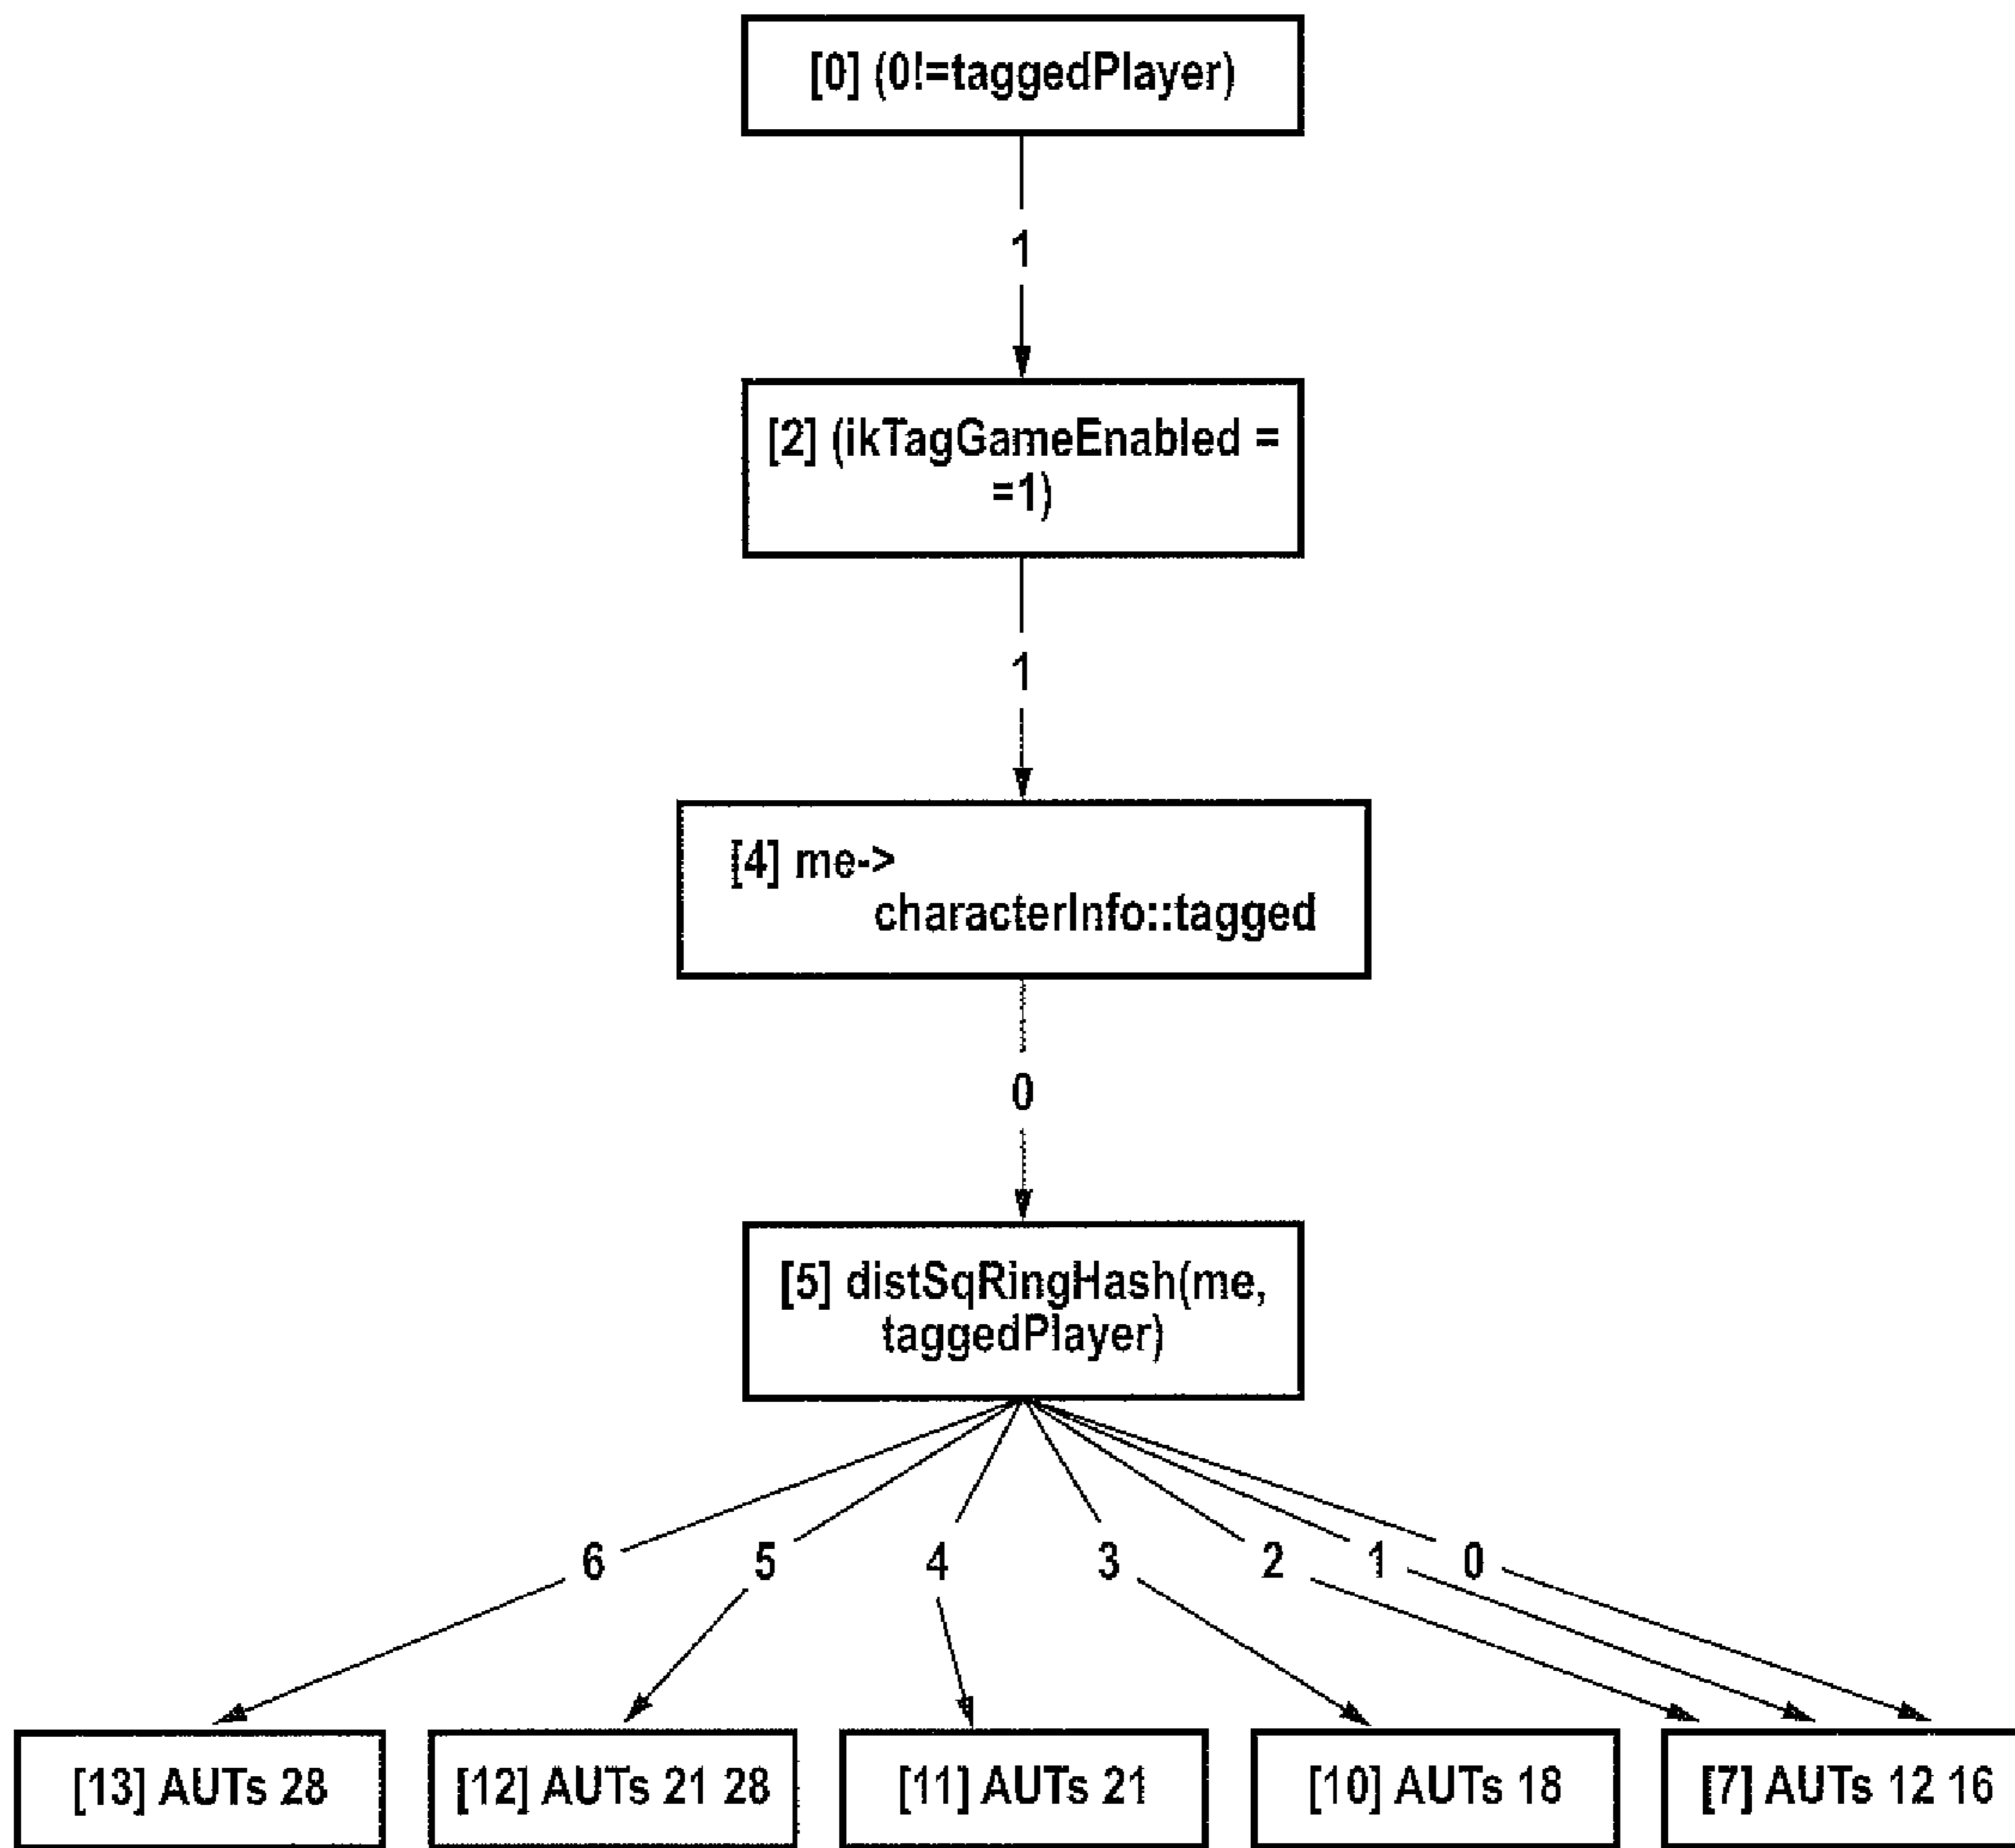 [0] (0!=taggedPlayer)
1
[2] (ikTagGameEnabled =
=1)
1
[4] me->
characterInfo::tagged
0
[5] distSqRingHash(me,
taggedPlayer)
6 5 4 3 2 1 0
[13] AUTs 28
[12] AUTs 21 28
[11] AUTs 21
[10] AUTs 18
[7] AUTs 12 16